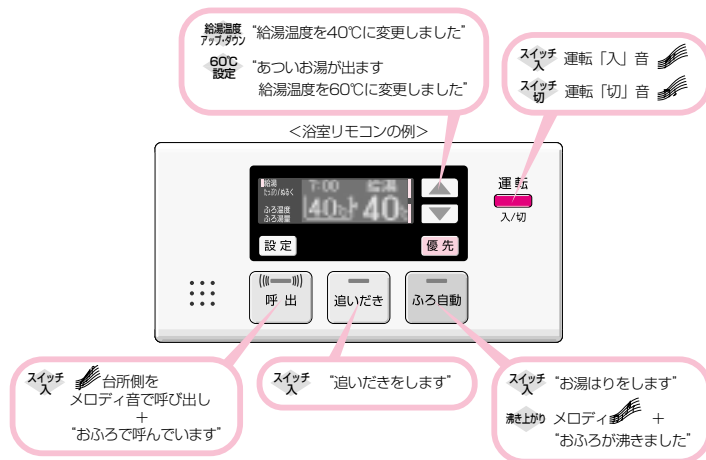 給湯温度
アップ・ダウン
“給湯温度を40℃に変更しました”
60℃
設定
“あついお湯が出ます
給湯温度を60℃に変更しました”
スイッチ
入
運転「入」音
スイッチ
切
運転「切」音
＜浴室リモコンの例＞
給湯
ふろ温度
ふろ湯量
7:00
給湯
40
40
設定
優先
運転
入/切
呼出
追いだき
ふろ自動
スイッチ
入
台所側を
メロディ音で呼び出し
＋
“おふろで呼んでいます”
スイッチ
入
“追いだきをします”
スイッチ
入
“お湯はりをします”
沸き上がり
メロディ
＋
“おふろが沸きました”